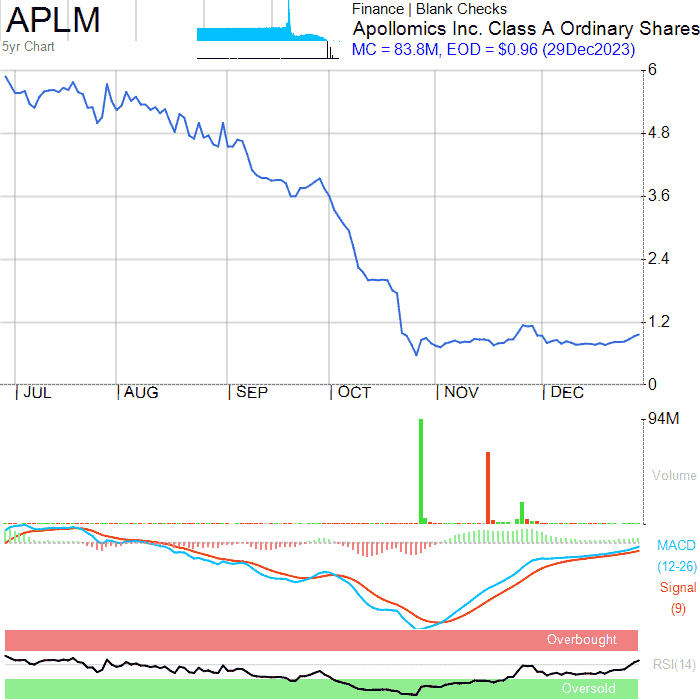 APLM
5yr Chart
Finance | Blank Checks
Apollomics Inc. Class A Ordinary Shares
MC = 83.8M, EOD = $0.96 (29Dec2023)
6
4.8
3.6
2.4
1.2
0
JUL AUG SEP OCT NOV DEC
94M
Volume
MACD
(12-26)
Signal
(9)
Overbought
RSI(14)
Oversold